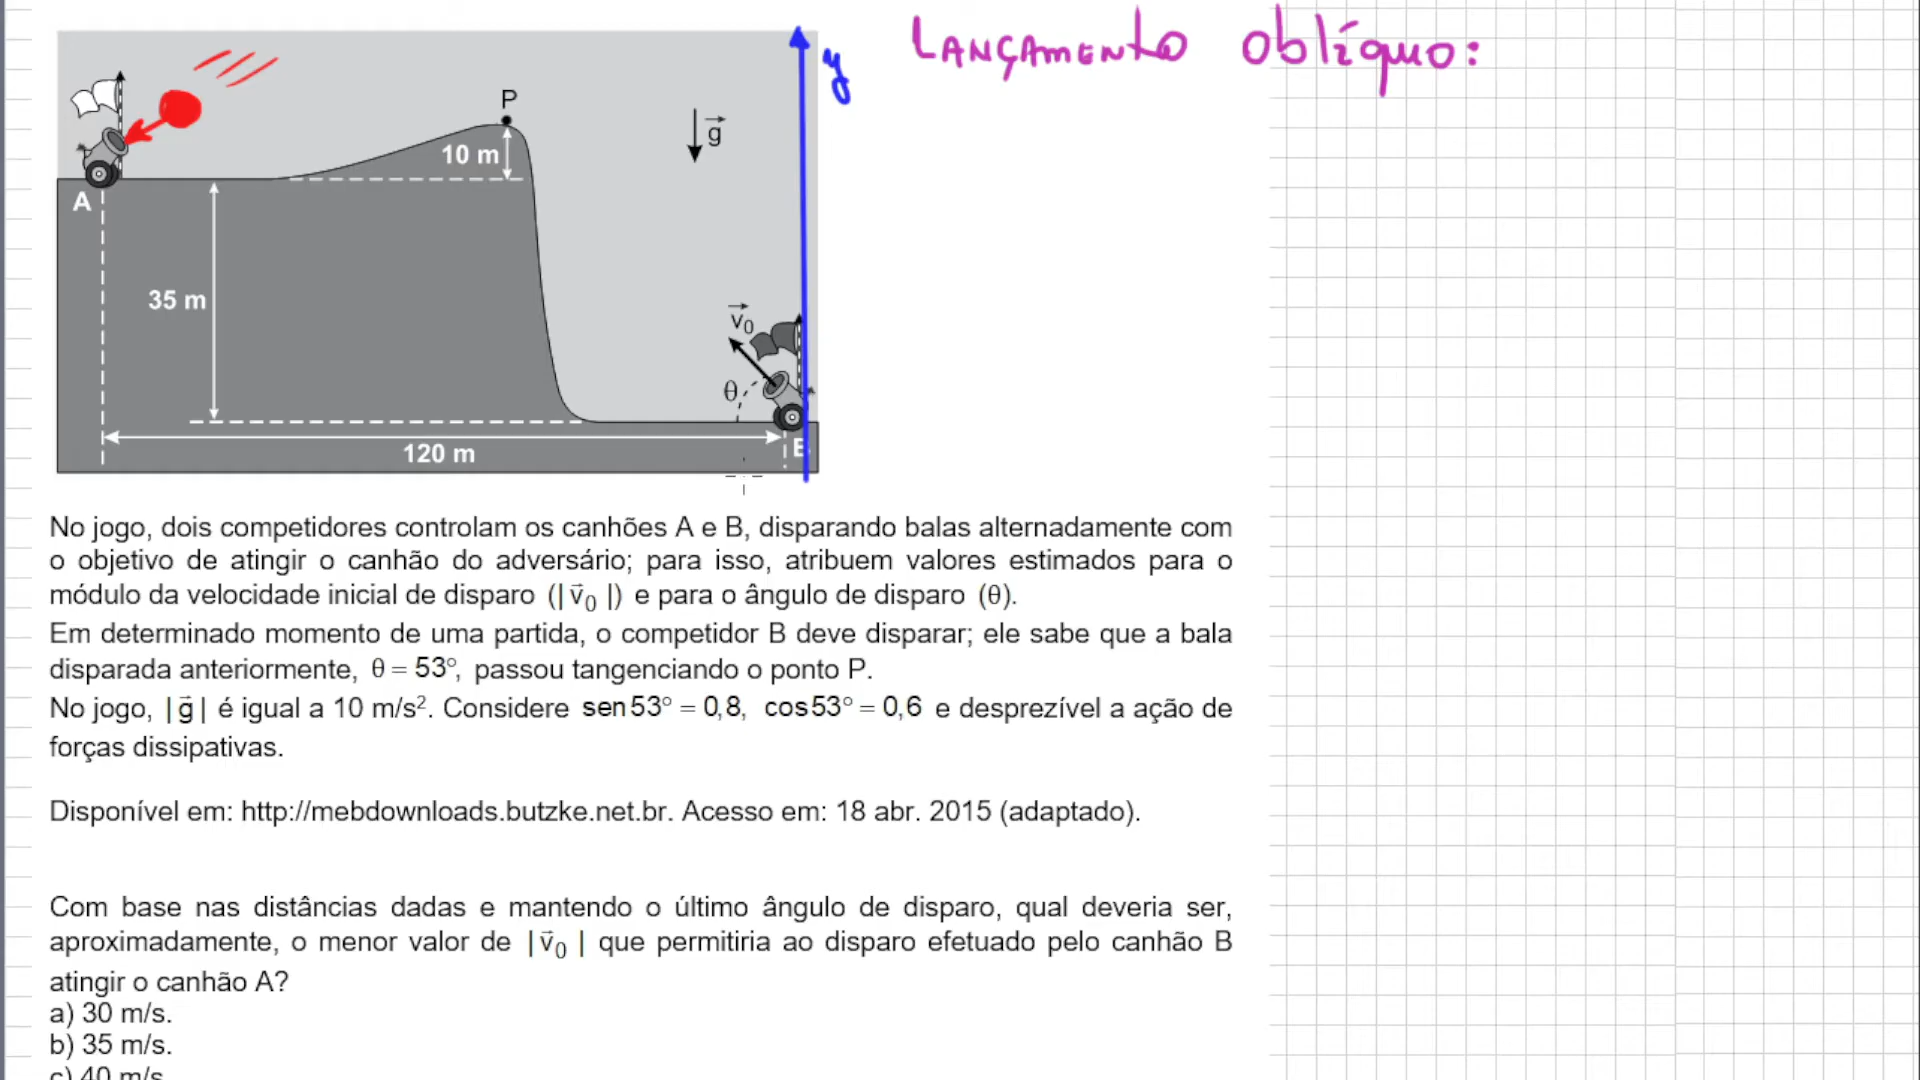 LANÇAMENTO OBLÍQUO:
y
P
g
10 m
A
35 m
v0
θ
120 m
No jogo, dois competidores controlam os canhões A e B, disparando balas alternadamente com
o objetivo de atingir o canhão do adversário; para isso, atribuem valores estimados para o
módulo da velocidade inicial de disparo (|v⃗0|) e para o ângulo de disparo (θ).
Em determinado momento de uma partida, o competidor B deve disparar; ele sabe que a bala
disparada anteriormente, θ = 53°, passou tangenciando o ponto P.
No jogo, |g⃗| é igual a 10 m/s². Considere sen53° = 0,8, cos53° = 0,6 e desprezível a ação de
forças dissipativas.
Disponível em: http://mebdownloads.butzke.net.br. Acesso em: 18 abr. 2015 (adaptado).
Com base nas distâncias dadas e mantendo o último ângulo de disparo, qual deveria ser,
aproximadamente, o menor valor de |v⃗0| que permitiria ao disparo efetuado pelo canhão B
atingir o canhão A?
a) 30 m/s.
b) 35 m/s.
c) 40 m/s